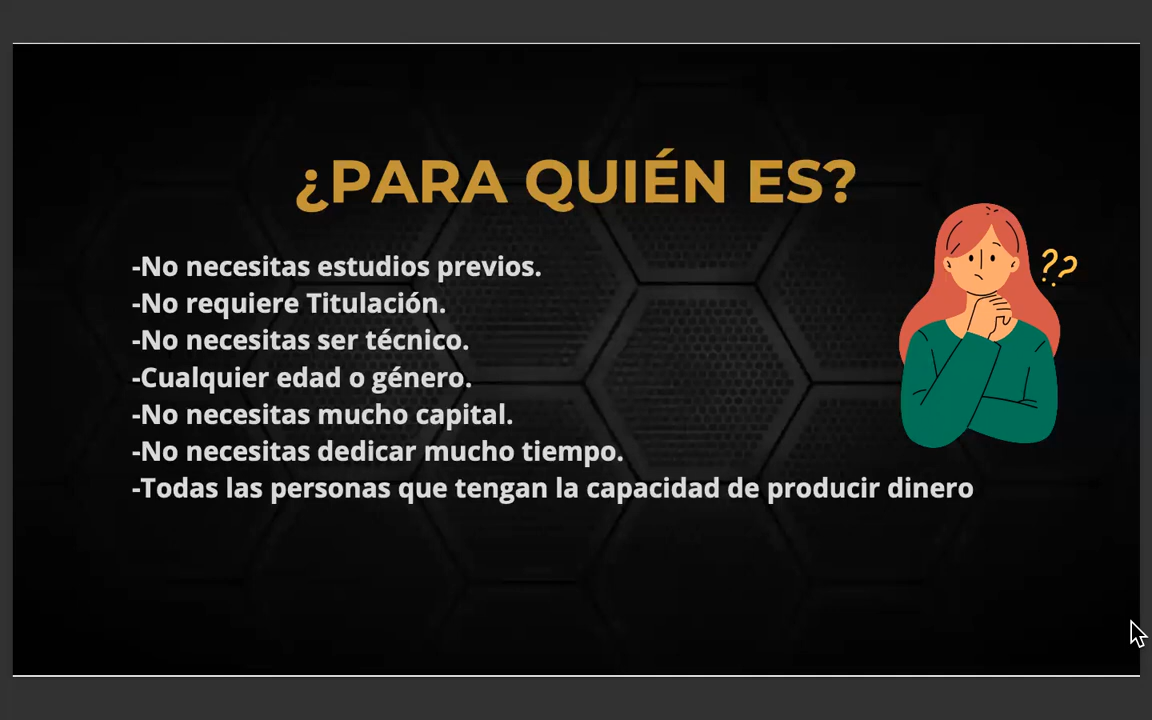 ¿PARA QUIÉN ES?
??
-No necesitas estudios previos.
-No requiere Titulación.
-No necesitas ser técnico.
-Cualquier edad o género.
-No necesitas mucho capital.
-No necesitas dedicar mucho tiempo.
-Todas las personas que tengan la capacidad de producir dinero